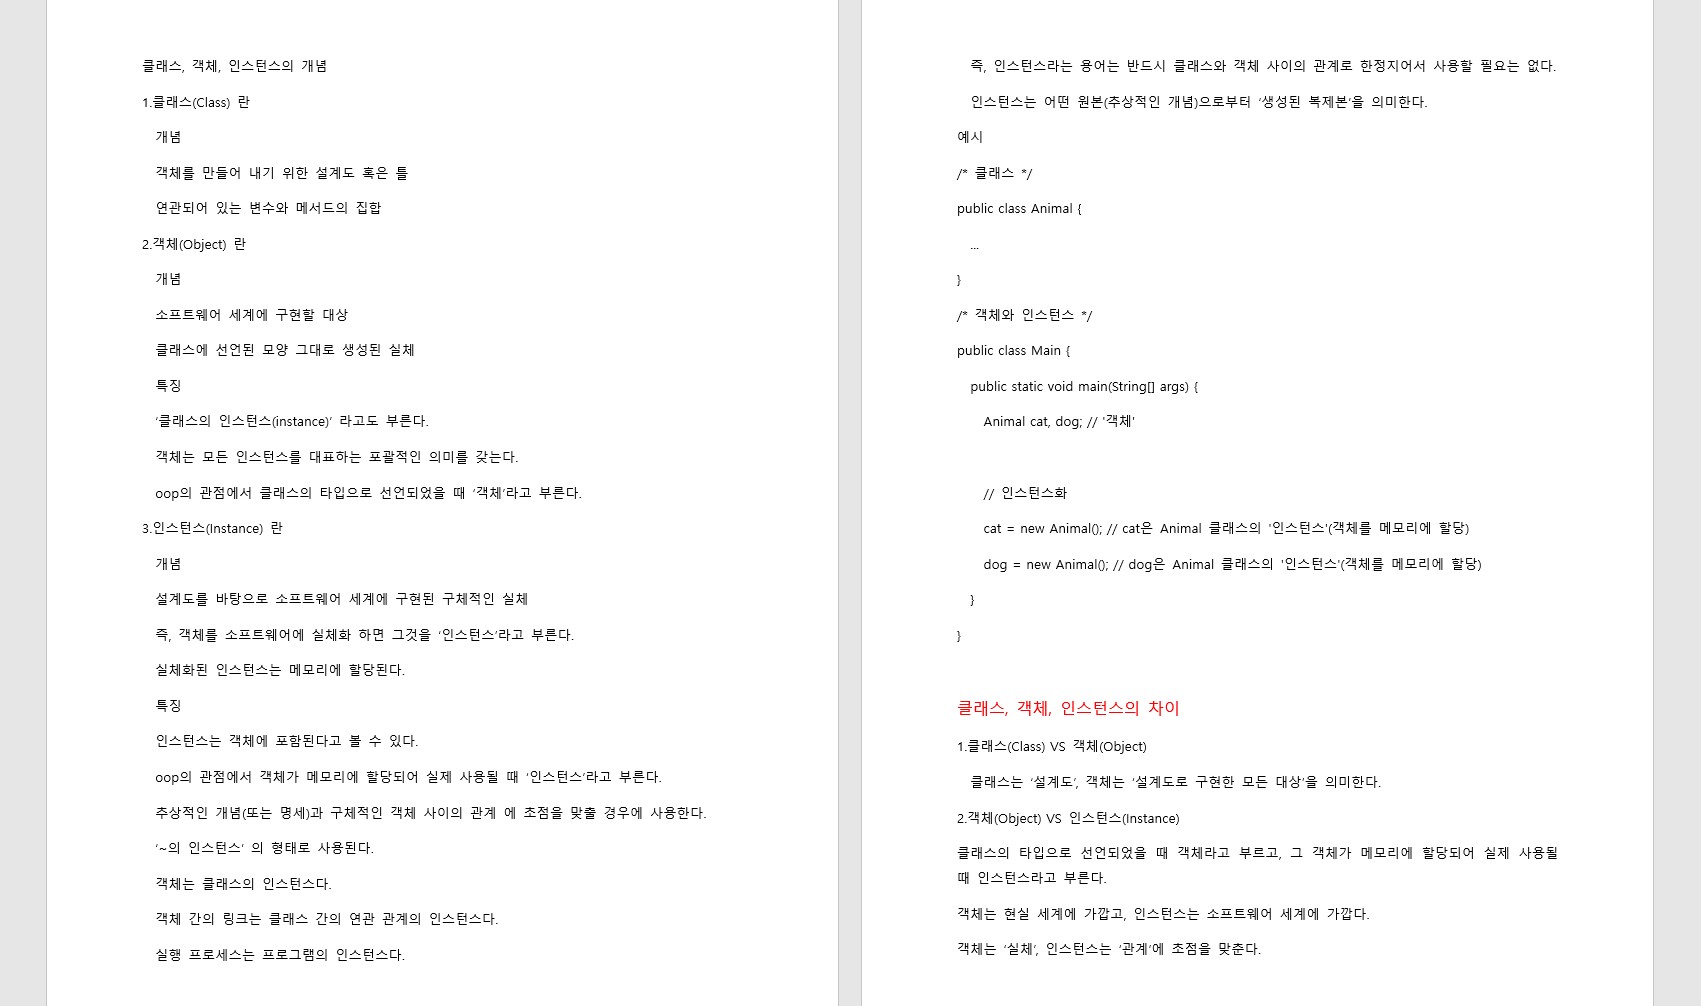 클래스, 객체, 인스턴스의 개념
1.클래스(Class) 란
개념
객체를 만들어 내기 위한 설계도 혹은 틀
연관되어 있는 변수와 메서드의 집합
2.객체(Object) 란
개념
소프트웨어 세계에 구현할 대상
클래스에 선언된 모양 그대로 생성된 실체
특징
‘클래스의 인스턴스(instance)’ 라고도 부른다.
객체는 모든 인스턴스를 대표하는 포괄적인 의미를 갖는다.
oop의 관점에서 클래스의 타입으로 선언되었을 때 ‘객체’라고 부른다.
3.인스턴스(Instance) 란
개념
설계도를 바탕으로 소프트웨어 세계에 구현된 구체적인 실체
즉, 객체를 소프트웨어에 실체화 하면 그것을 ‘인스턴스’라고 부른다.
실체화된 인스턴스는 메모리에 할당된다.
특징
인스턴스는 객체에 포함된다고 볼 수 있다.
oop의 관점에서 객체가 메모리에 할당되어 실제 사용될 때 ‘인스턴스’라고 부른다.
추상적인 개념(또는 명세)과 구체적인 객체 사이의 관계 에 초점을 맞출 경우에 사용한다.
‘~의 인스턴스’ 의 형태로 사용된다.
객체는 클래스의 인스턴스다.
객체 간의 링크는 클래스 간의 연관 관계의 인스턴스다.
실행 프로세스는 프로그램의 인스턴스다.
즉, 인스턴스라는 용어는 반드시 클래스와 객체 사이의 관계로 한정지어서 사용할 필요는 없다.
인스턴스는 어떤 원본(추상적인 개념)으로부터 ‘생성된 복제본’을 의미한다.
예시
/* 클래스 */
public class Animal {
...
}
/* 객체와 인스턴스 */
public class Main {
public static void main(String[] args) {
Animal cat, dog; // '객체'
// 인스턴스화
cat = new Animal(); // cat은 Animal 클래스의 '인스턴스'(객체를 메모리에 할당)
dog = new Animal(); // dog은 Animal 클래스의 '인스턴스'(객체를 메모리에 할당)
}
}
클래스, 객체, 인스턴스의 차이
1.클래스(Class) VS 객체(Object)
클래스는 ‘설계도’, 객체는 ‘설계도로 구현한 모든 대상’을 의미한다.
2.객체(Object) VS 인스턴스(Instance)
클래스의 타입으로 선언되었을 때 객체라고 부르고, 그 객체가 메모리에 할당되어 실제 사용될
때 인스턴스라고 부른다.
객체는 현실 세계에 가깝고, 인스턴스는 소프트웨어 세계에 가깝다.
객체는 ‘실체’, 인스턴스는 ‘관계’에 초점을 맞춘다.